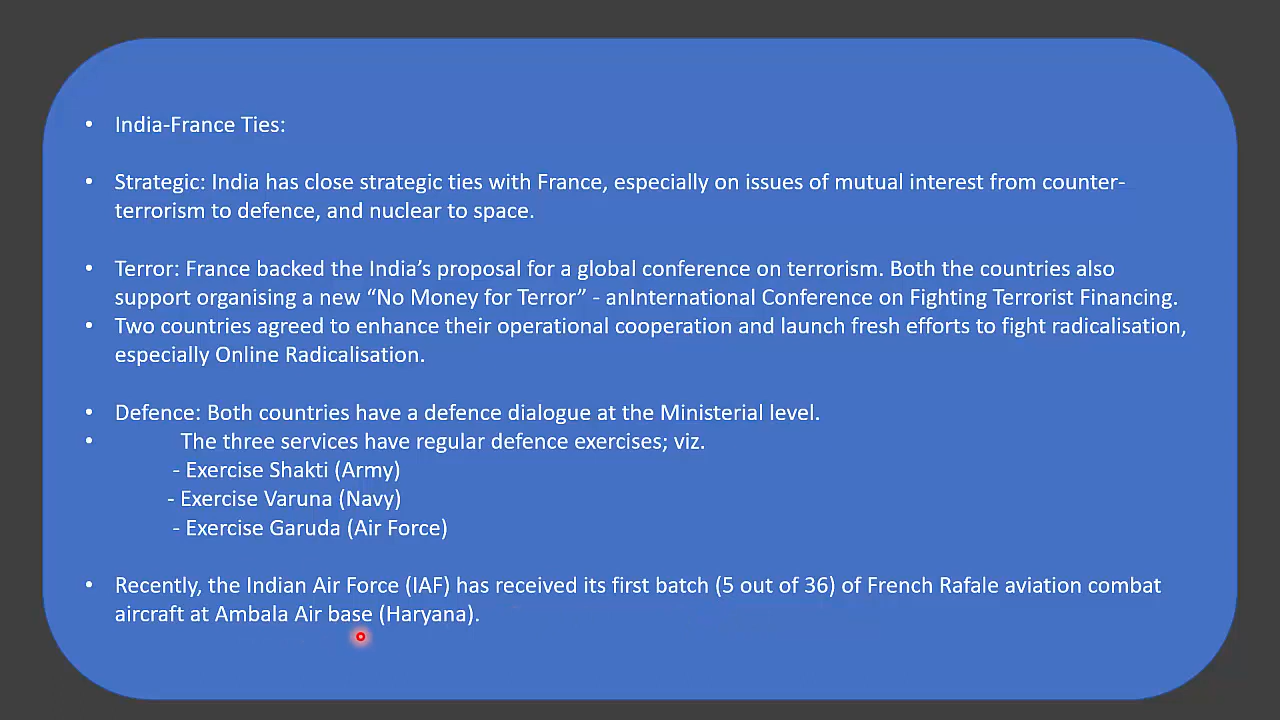 • India-France Ties:
• Strategic: India has close strategic ties with France, especially on issues of mutual interest from counter-
terrorism to defence, and nuclear to space.
• Terror: France backed the India’s proposal for a global conference on terrorism. Both the countries also
support organising a new “No Money for Terror” - anInternational Conference on Fighting Terrorist Financing.
• Two countries agreed to enhance their operational cooperation and launch fresh efforts to fight radicalisation,
especially Online Radicalisation.
• Defence: Both countries have a defence dialogue at the Ministerial level.
• The three services have regular defence exercises; viz.
- Exercise Shakti (Army)
- Exercise Varuna (Navy)
- Exercise Garuda (Air Force)
• Recently, the Indian Air Force (IAF) has received its first batch (5 out of 36) of French Rafale aviation combat
aircraft at Ambala Air base (Haryana).